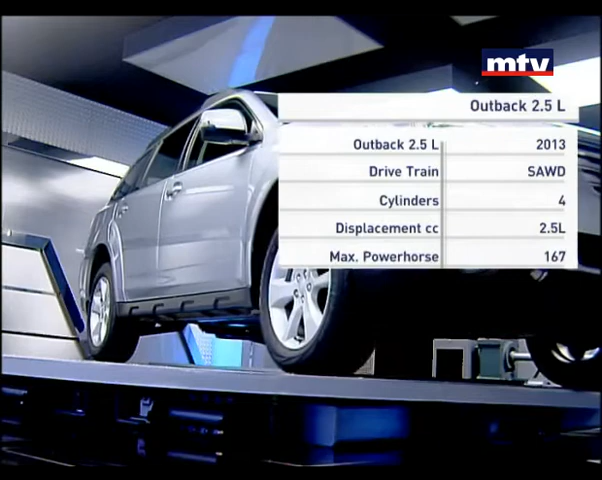 mtv
Outback 2.5 L
Outback 2.5 L 2013
Drive Train SAWD
Cylinders 4
Displacement cc 2.5L
Max. Powerhorse 167